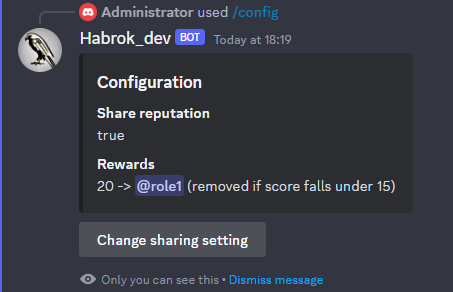 Administrator used /config
Habrok_dev BOT Today at 18:19
Configuration
Share reputation
true
Rewards
20 -> @role1 (removed if score falls under 15)
Change sharing setting
Only you can see this • Dismiss message